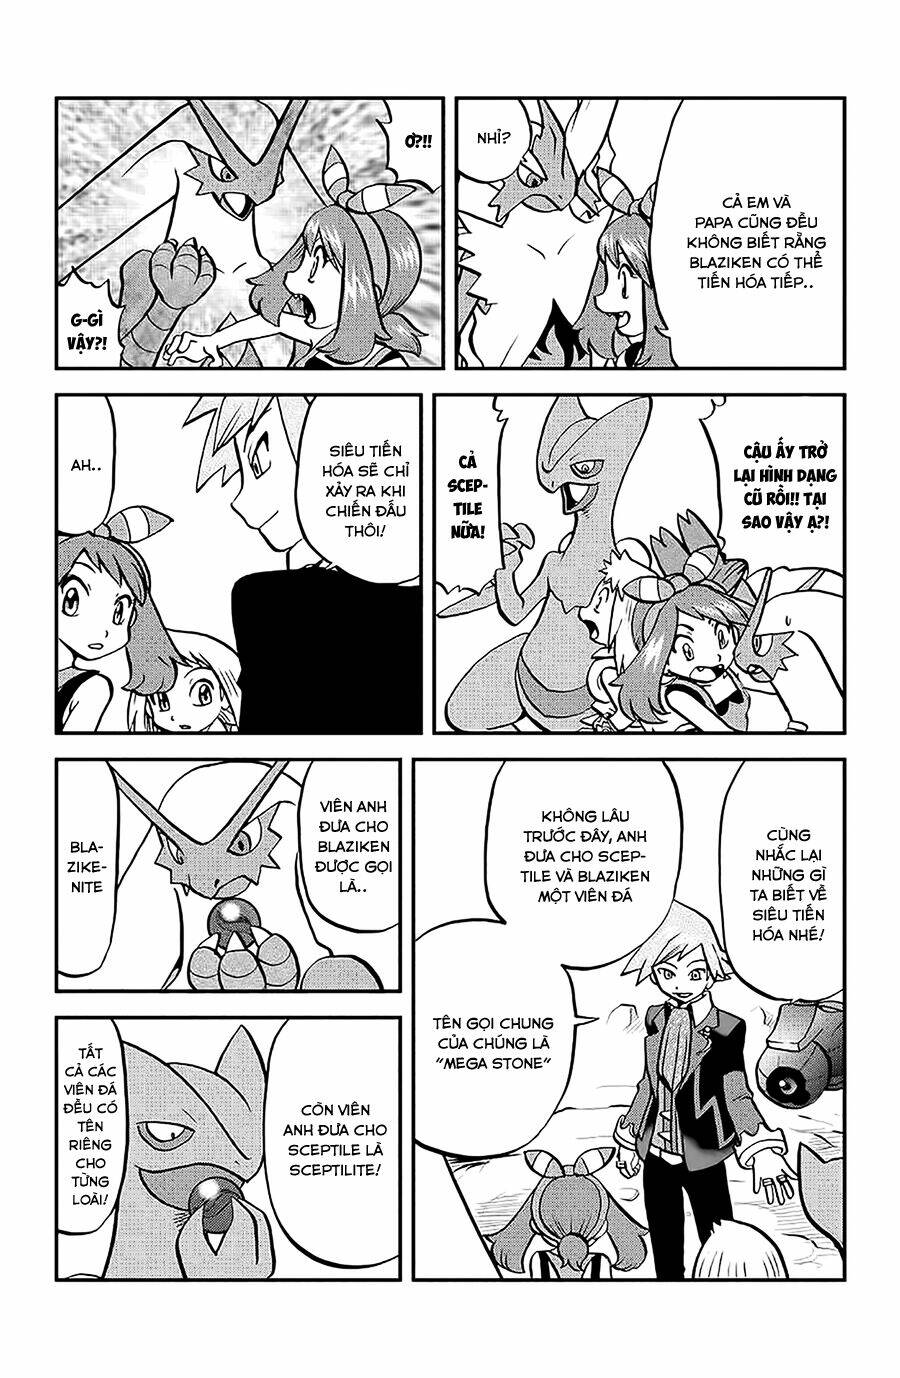 CẢ EM VÀ
PAPA CŨNG ĐỀU
KHÔNG BIẾT RẰNG
BLAZIKEN CÓ THỂ
TIẾN HÓA TIẾP..
NHỈ?
Ơ?!!
G-GÌ
VẬY?!
CẬU ẤY TRỞ
LẠI HÌNH DẠNG
CŨ RỒI!! TẠI
SAO VẬY Ạ?!
CẢ
SCEP-
TILE
NỮA!
SIÊU TIẾN
HÓA SẼ CHỈ
XẢY RA KHI
CHIẾN ĐẤU
THÔI!
AH..
CÙNG
NHẮC LẠI
NHỮNG GÌ
TA BIẾT VỀ
SIÊU TIẾN
HÓA NHÉ!
KHÔNG LÂU
TRƯỚC ĐÂY, ANH
ĐƯA CHO SCEP-
TILE VÀ BLAZIKEN
MỘT VIÊN ĐÁ
TÊN GỌI CHUNG
CỦA CHÚNG LÀ
"MEGA STONE"
VIÊN ANH
ĐƯA CHO
BLAZIKEN
ĐƯỢC GỌI
LÀ..
BLA-
ZIKE-
NITE
CÒN VIÊN
ANH ĐƯA CHO
SCEPTILE LÀ
SCEPTILITE!
TẤT
CẢ CÁC
VIÊN ĐÁ
ĐỀU CÓ
TÊN
RIÊNG
CHO
TỪNG
LOÀI!